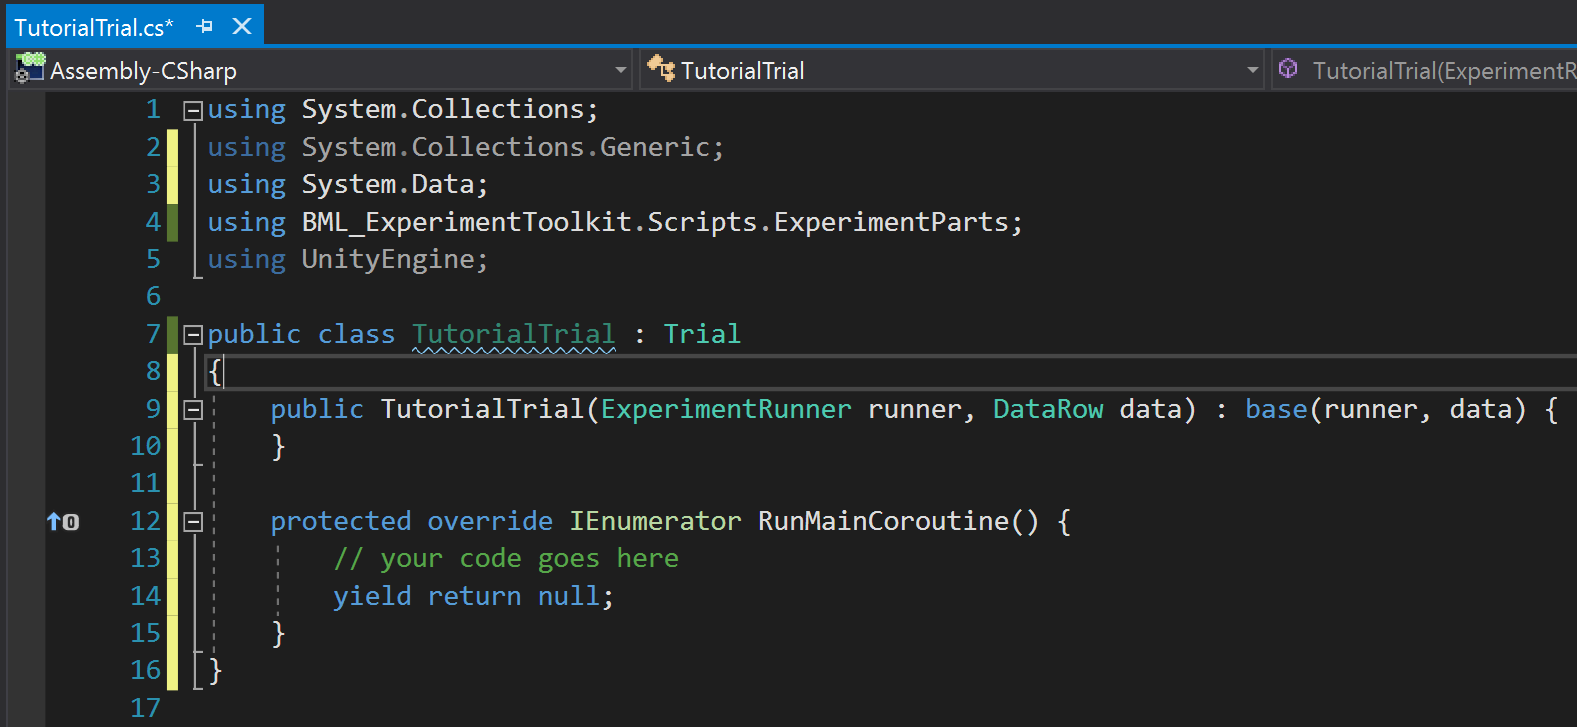 TutorialTrial.cs*
Assembly-CSharp TutorialTrial TutorialTrial(ExperimentR
1 using System.Collections;
2 using System.Collections.Generic;
3 using System.Data;
4 using BML_ExperimentToolkit.Scripts.ExperimentParts;
5 using UnityEngine;
6
7 public class TutorialTrial : Trial
8 {
9     public TutorialTrial(ExperimentRunner runner, DataRow data) : base(runner, data) {
10     }
11
12     protected override IEnumerator RunMainCoroutine() {
13         // your code goes here
14         yield return null;
15     }
16 }
17